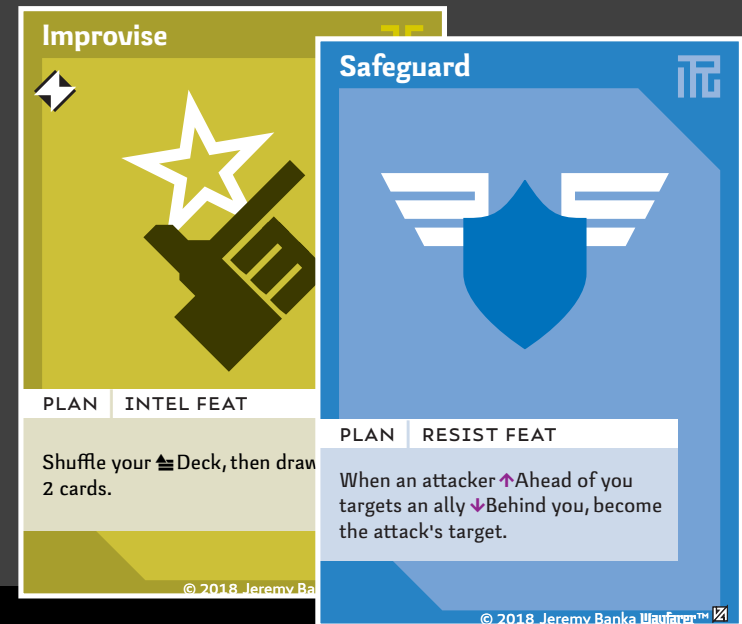 Improvise
PLAN INTEL FEAT
Shuffle your Deck, then draw
2 cards.
© 2018 Jeremy Ba
Safeguard
PLAN RESIST FEAT
When an attacker ↑Ahead of you
targets an ally ↓Behind you, become
the attack's target.
© 2018 Jeremy Banka Wayfarer™